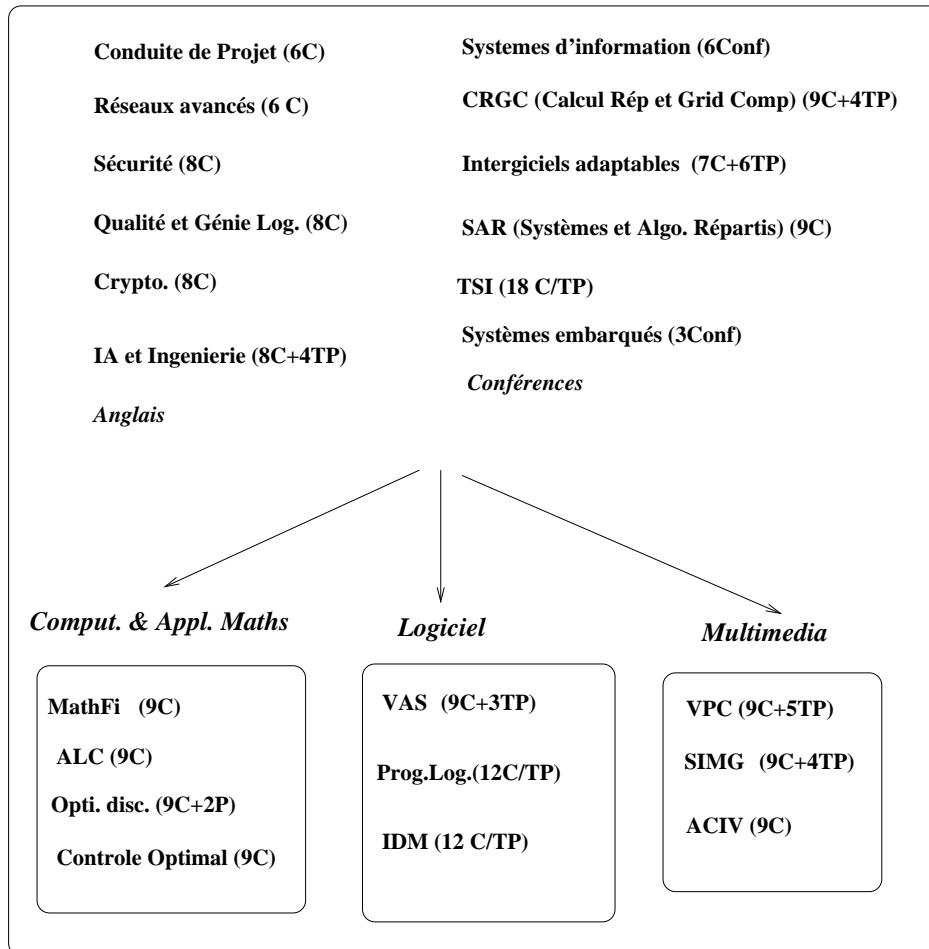 Conduite de Projet (6C)
Réseaux avancés (6 C)
Sécurité (8C)
Qualité et Génie Log. (8C)
Crypto. (8C)
IA et Ingenierie (8C+4TP)
Anglais
Systemes d'information (6Conf)
CRGC (Calcul Rép et Grid Comp) (9C+4TP)
Intergiciels adaptables (7C+6TP)
SAR (Systèmes et Algo. Répartis) (9C)
TSI (18 C/TP)
Systèmes embarqués (3Conf)
Conférences
Comput. & Appl. Maths
MathFi (9C)
ALC (9C)
Opti. disc. (9C+2P)
Controle Optimal (9C)
Logiciel
VAS (9C+3TP)
Prog.Log.(12C/TP)
IDM (12 C/TP)
Multimedia
VPC (9C+5TP)
SIMG (9C+4TP)
ACIV (9C)